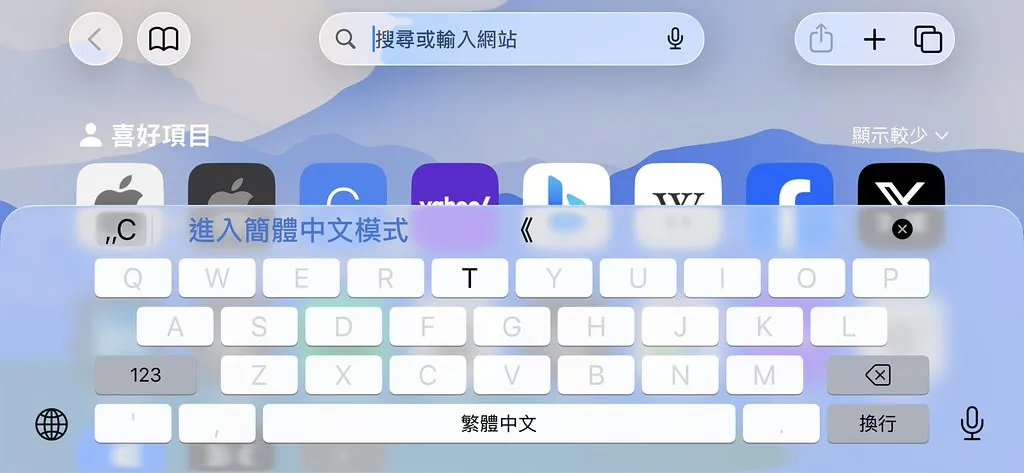 搜尋或輸入網站
喜好項目
顯示較少
yahoo!
W
f
X
,,C 進入簡體中文模式 《
Q W E R T Y U I O P
A S D F G H J K L
123 Z X C V B N M
' , 繁體中文 . 換行